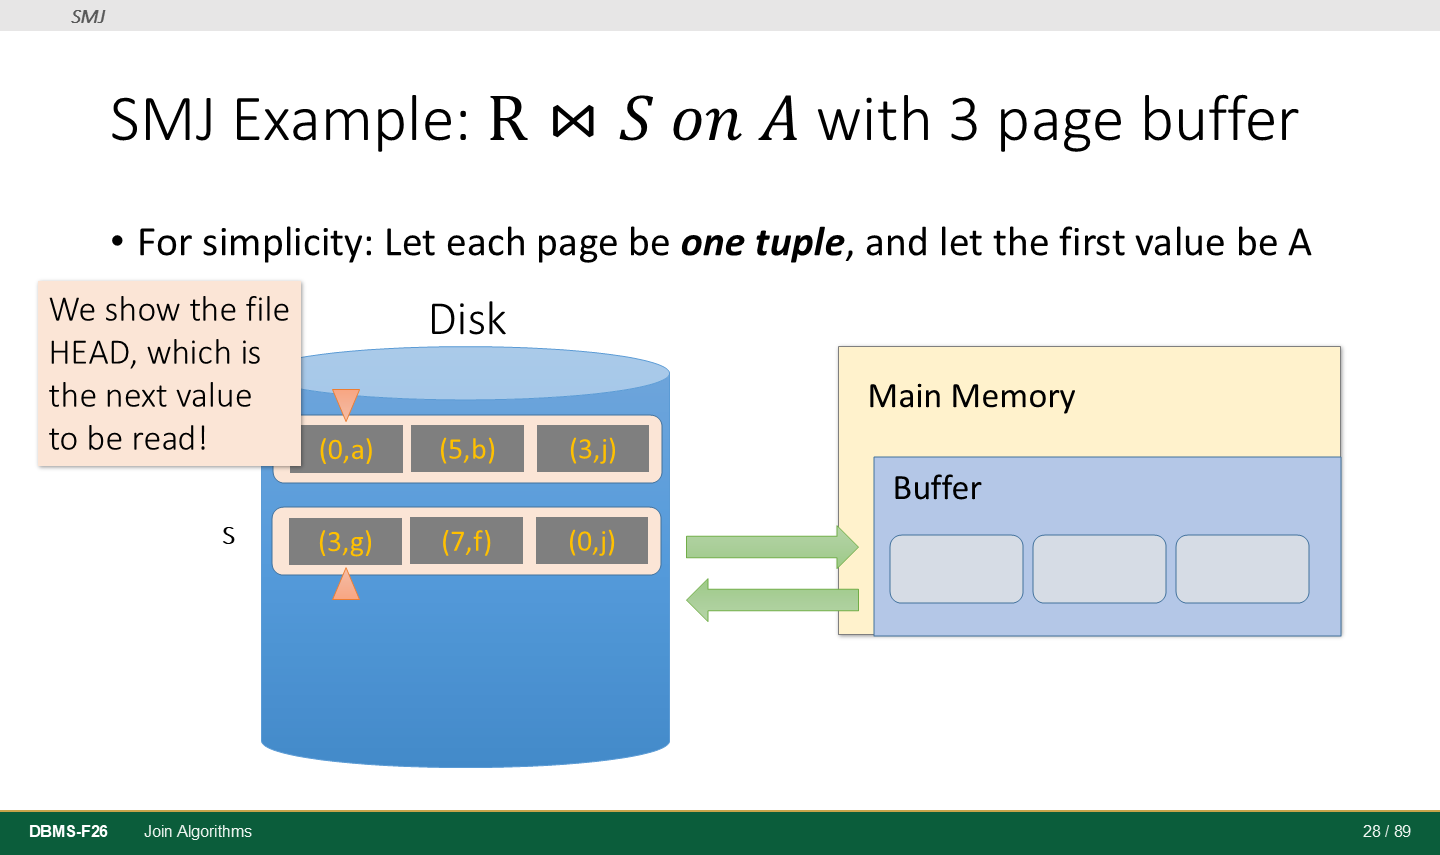 SMJ
SMJ Example: R ⋈ S on A with 3 page buffer
• For simplicity: Let each page be one tuple, and let the first value be A
We show the file
HEAD, which is
the next value
to be read!
Disk
(0,a) (5,b) (3,j)
S
(3,g) (7,f) (0,j)
Main Memory
Buffer
DBMS-F26 Join Algorithms 28 / 89